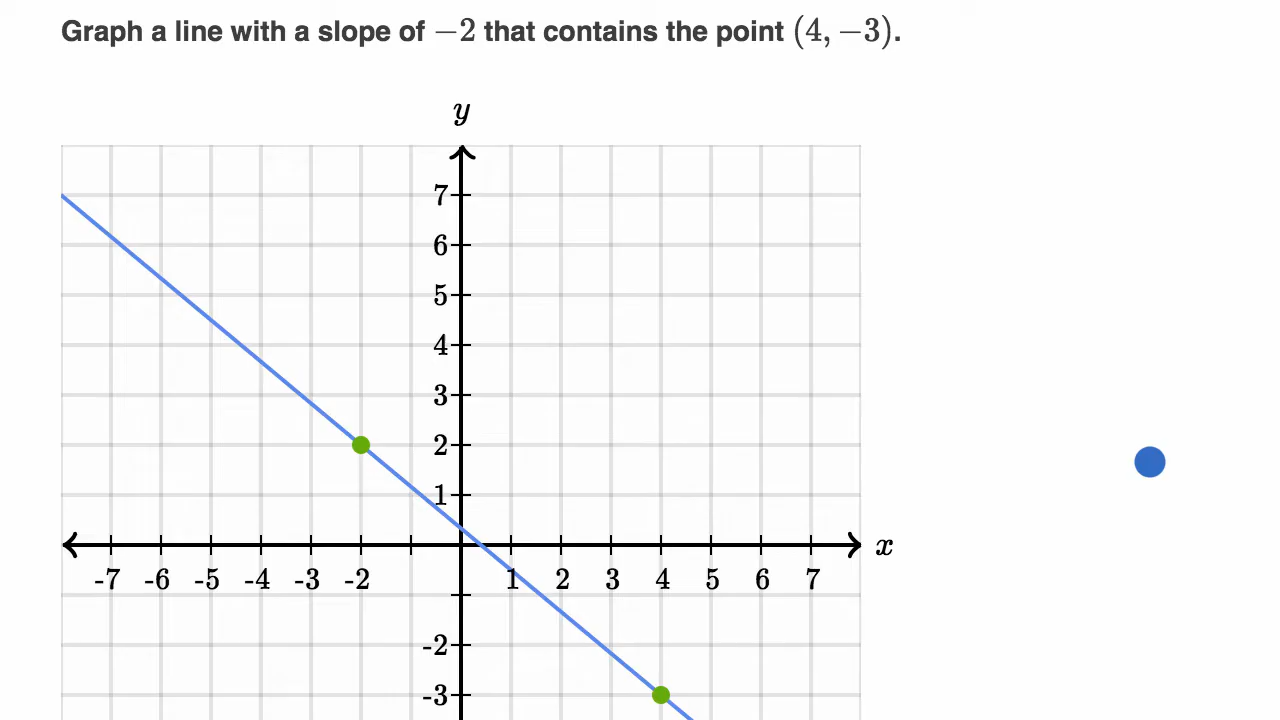 Graph a line with a slope of −2 that contains the point (4, −3).
y
7
6
5
4
3
2
1
x
-7 -6 -5 -4 -3 -2 1 2 3 4 5 6 7
-2
-3